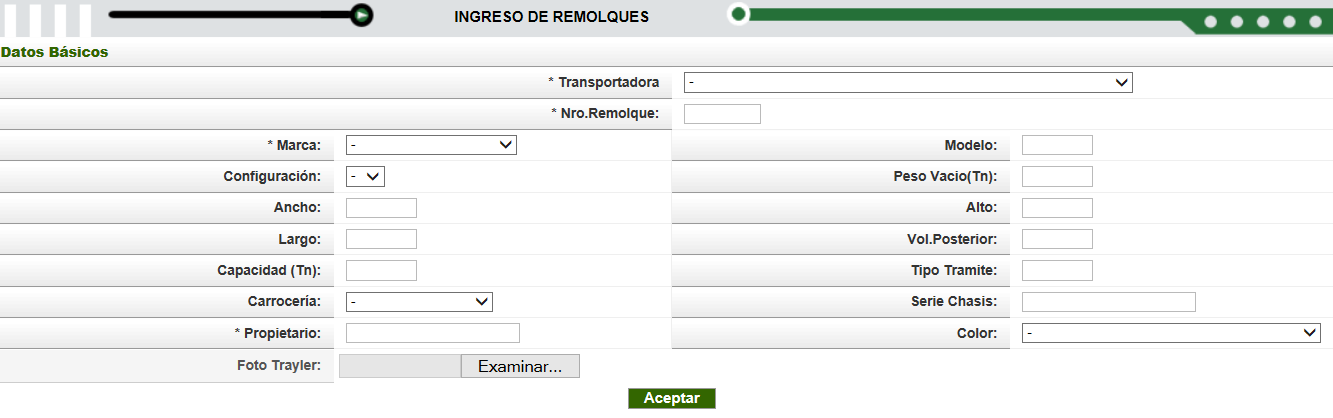 INGRESO DE REMOLQUES
Datos Básicos
* Transportadora -
* Nro.Remolque:
* Marca: - Modelo:
Configuración: - Peso Vacio(Tn):
Ancho: Alto:
Largo: Vol.Posterior:
Capacidad (Tn): Tipo Tramite:
Carrocería: - Serie Chasis:
* Propietario: Color: -
Foto Trayler: Examinar...
Aceptar